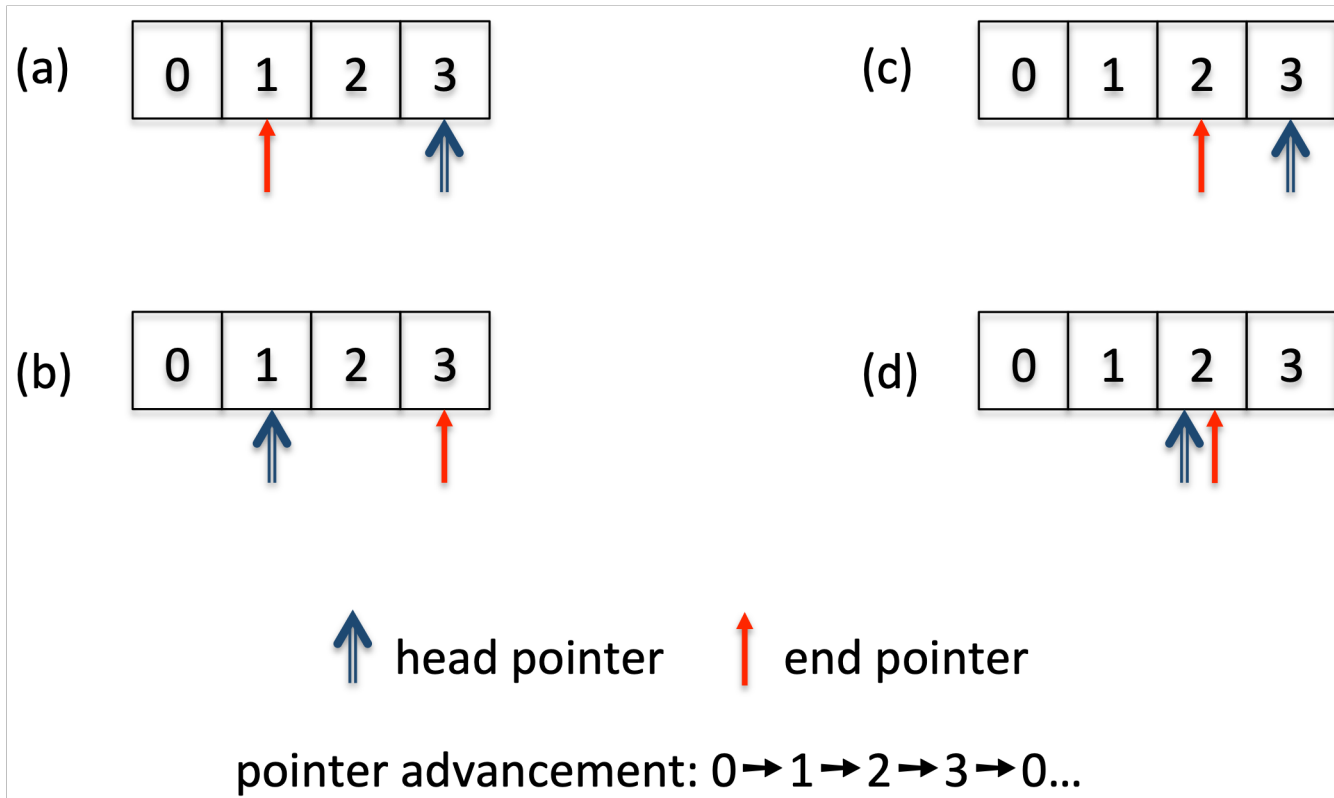 (a) 0 1 2 3
(c) 0 1 2 3
(b) 0 1 2 3
(d) 0 1 2 3
head pointer
end pointer
pointer advancement: 0→1→2→3→0...